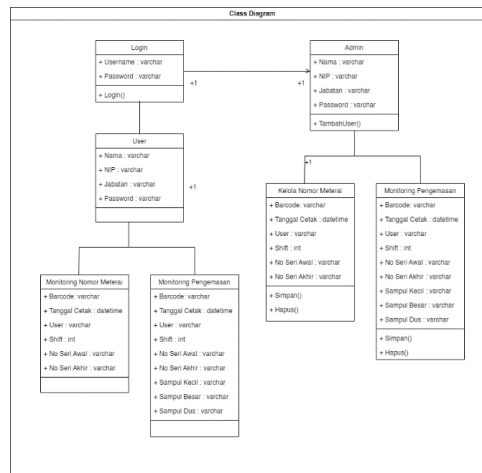 Class Diagram
Login
+ Username : varchar
+ Password : varchar
+ Login()
+1
+1
Admin
+ Nama : varchar
+ NIP : varchar
+ Jabatan : varchar
+ Password : varchar
+ TambahUser()
User
+ Nama : varchar
+ NIP : varchar
+ Jabatan : varchar
+ Password : varchar
+1
+1
Kelola Nomor Meterai
+ Barcode: varchar
+ Tanggal Cetak : datetime
+ User : varchar
+ Shift : int
+ No Seri Awal : varchar
+ No Seri Akhir : varchar
+ Simpan()
+ Hapus()
Monitoring Pengemasan
+ Barcode: varchar
+ Tanggal Cetak : datetime
+ User : varchar
+ Shift : int
+ No Seri Awal : varchar
+ No Seri Akhir : varchar
+ Sampul Kecil : varchar
+ Sampul Besar : varchar
+ Sampul Dus : varchar
+ Simpan()
+ Hapus()
Monitoring Nomor Meterai
+ Barcode: varchar
+ Tanggal Cetak : datetime
+ User : varchar
+ Shift : int
+ No Seri Awal : varchar
+ No Seri Akhir : varchar
Monitoring Pengemasan
+ Barcode: varchar
+ Tanggal Cetak : datetime
+ User : varchar
+ Shift : int
+ No Seri Awal : varchar
+ No Seri Akhir : varchar
+ Sampul Kecil : varchar
+ Sampul Besar : varchar
+ Sampul Dus : varchar